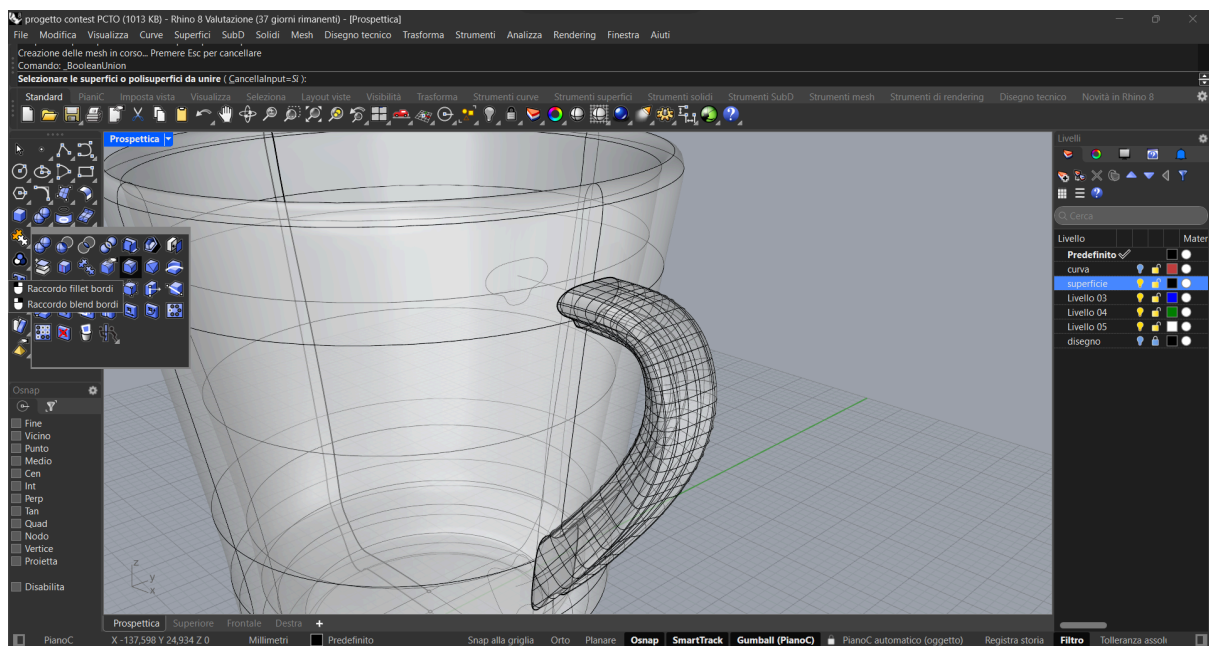 progetto contest PCTO (1013 KB) - Rhino 8 Valutazione (37 giorni rimanenti) - [Prospettica]
File Modifica Visualizza Curve Superfici SubD Solidi Mesh Disegno tecnico Trasforma Strumenti Analizza Rendering Finestra Aiuti
Creazione delle mesh in corso... Premere Esc per cancellare
Comando: _BooleanUnion
Selezionare le superfici o polisuperfici da unire ( CancellaInput=Sì ):
Standard PianiC Imposta vista Visualizza Seleziona Layout viste Visibilità Trasforma Strumenti curve Strumenti superfici Strumenti solidi Strumenti SubD Strumenti mesh Strumenti di rendering Disegno tecnico Novità in Rhino 8
Prospettica
Livelli
Cerca
Livello Mater
Predefinito
curva
superficie
Livello 03
Livello 04
Livello 05
disegno
Raccordo fillet bordi
Raccordo blend bordi
Osnap
Fine
Vicino
Punto
Medio
Cen
Int
Perp
Tan
Quad
Nodo
Vertice
Proietta
Disabilita
z
y
x
Prospettica Superiore Frontale Destra
PianoC X -137,598 Y 24,934 Z 0 Millimetri Predefinito Snap alla griglia Orto Planare Osnap SmartTrack Gumball (PianoC) PianoC automatico (oggetto) Registra storia Filtro Tolleranza assolu